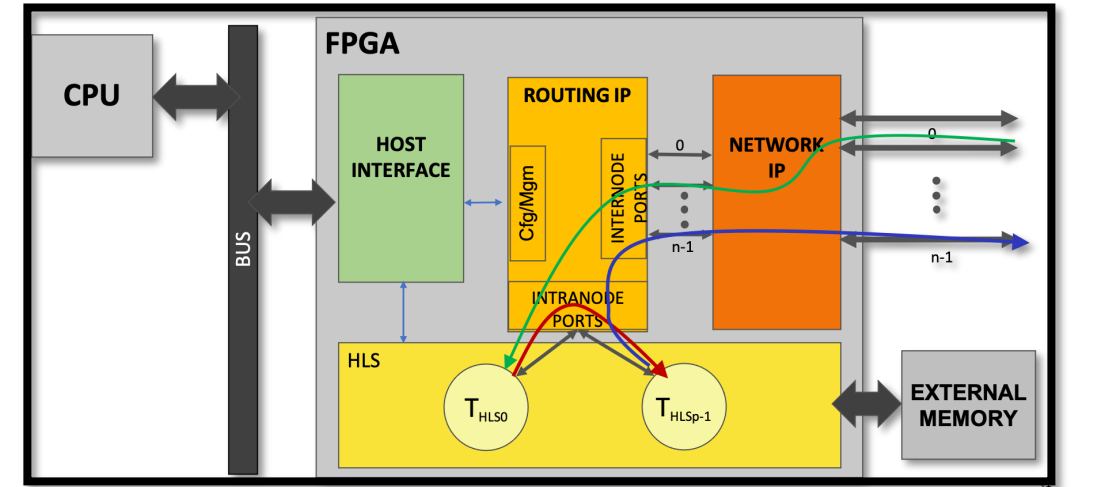 FPGA
CPU
BUS
HOST
INTERFACE
ROUTING IP
Cfg/Mgm
INTERNODE
PORTS
INTRANODE
PORTS
0
n-1
NETWORK
IP
0
n-1
HLS
THLS0
THLSp-1
EXTERNAL
MEMORY